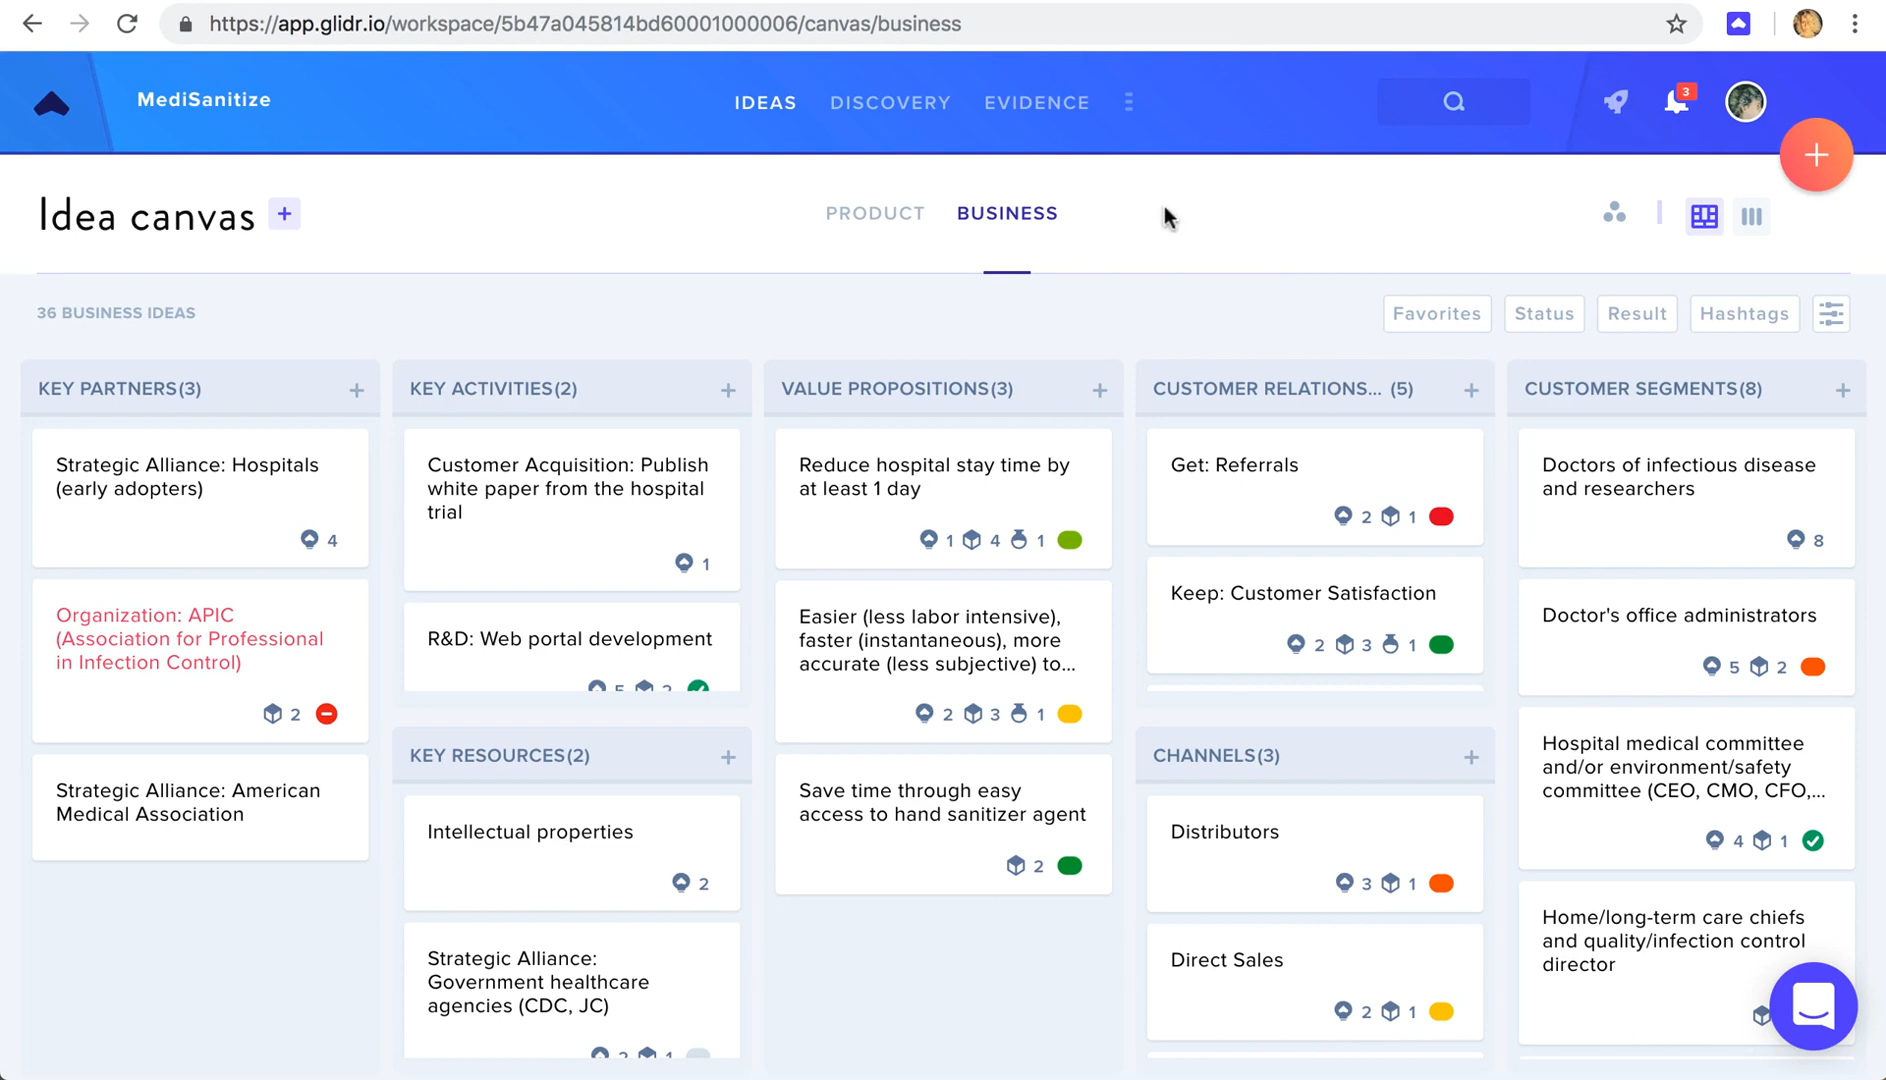 https://app.glidr.io/workspace/5b47a045814bd60001000006/canvas/business
MediSanitize
IDEAS
DISCOVERY
EVIDENCE
3
Idea canvas
+
PRODUCT
BUSINESS
36 BUSINESS IDEAS
Favorites
Status
Result
Hashtags
KEY PARTNERS(3) +
Strategic Alliance: Hospitals
(early adopters)
4
Organization: APIC
(Association for Professional
in Infection Control)
2
Strategic Alliance: American
Medical Association
KEY ACTIVITIES(2) +
Customer Acquisition: Publish
white paper from the hospital
trial
1
R&D: Web portal development
5 2
KEY RESOURCES(2) +
Intellectual properties
2
Strategic Alliance:
Government healthcare
agencies (CDC, JC)
2 1
VALUE PROPOSITIONS(3) +
Reduce hospital stay time by
at least 1 day
1 4 1
Easier (less labor intensive),
faster (instantaneous), more
accurate (less subjective) to...
2 3 1
Save time through easy
access to hand sanitizer agent
2
CUSTOMER RELATIONS... (5) +
Get: Referrals
2 1
Keep: Customer Satisfaction
2 3 1
CHANNELS(3) +
Distributors
3 1
Direct Sales
2 1
CUSTOMER SEGMENTS(8) +
Doctors of infectious disease
and researchers
8
Doctor's office administrators
5 2
Hospital medical committee
and/or environment/safety
committee (CEO, CMO, CFO,...
4 1
Home/long-term care chiefs
and quality/infection control
director